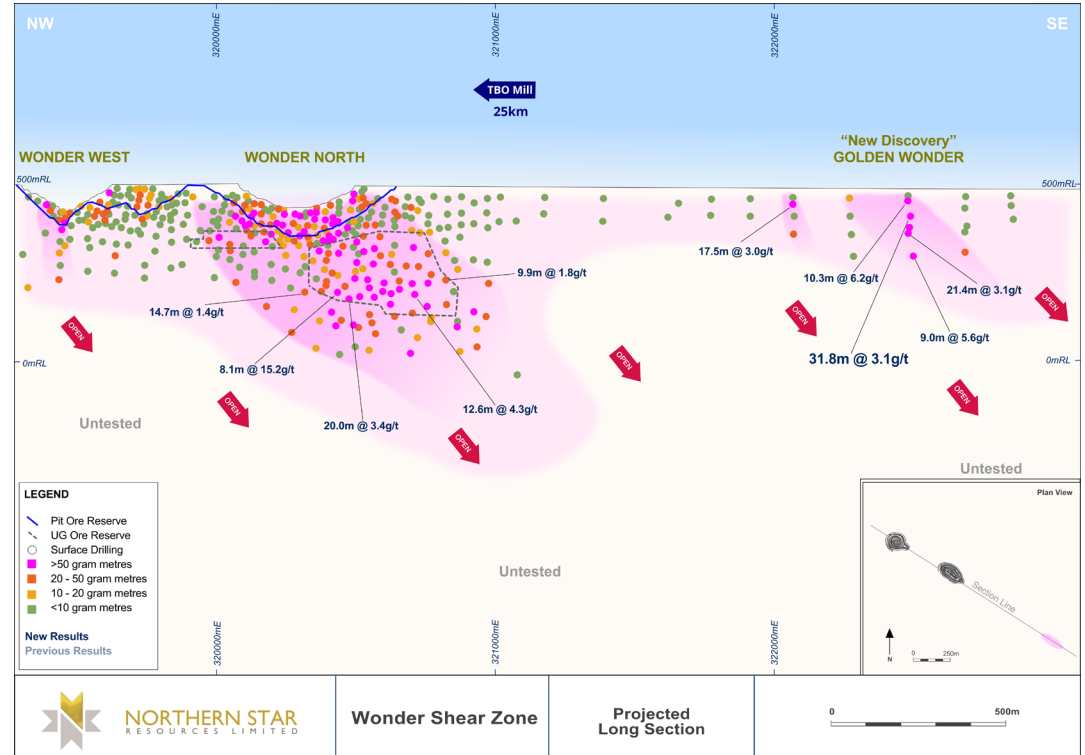 NW
SE
320000mE
321000mE
322000mE
TBO Mill
25km
WONDER WEST
WONDER NORTH
“New Discovery”
GOLDEN WONDER
500mRL
500mRL
17.5m @ 3.0g/t
9.9m @ 1.8g/t
10.3m @ 6.2g/t
21.4m @ 3.1g/t
14.7m @ 1.4g/t
OPEN
OPEN
OPEN
9.0m @ 5.6g/t
31.8m @ 3.1g/t
0mRL
0mRL
OPEN
8.1m @ 15.2g/t
OPEN
OPEN
12.6m @ 4.3g/t
20.0m @ 3.4g/t
Untested
OPEN
Untested
LEGEND
Pit Ore Reserve
UG Ore Reserve
Surface Drilling
>50 gram metres
20 - 50 gram metres
10 - 20 gram metres
<10 gram metres
New Results
Previous Results
Untested
320000mE
321000mE
322000mE
Plan View
Section Line
N
0 250m
NORTHERN STAR
RESOURCES LIMITED
Wonder Shear Zone
Projected
Long Section
0 500m